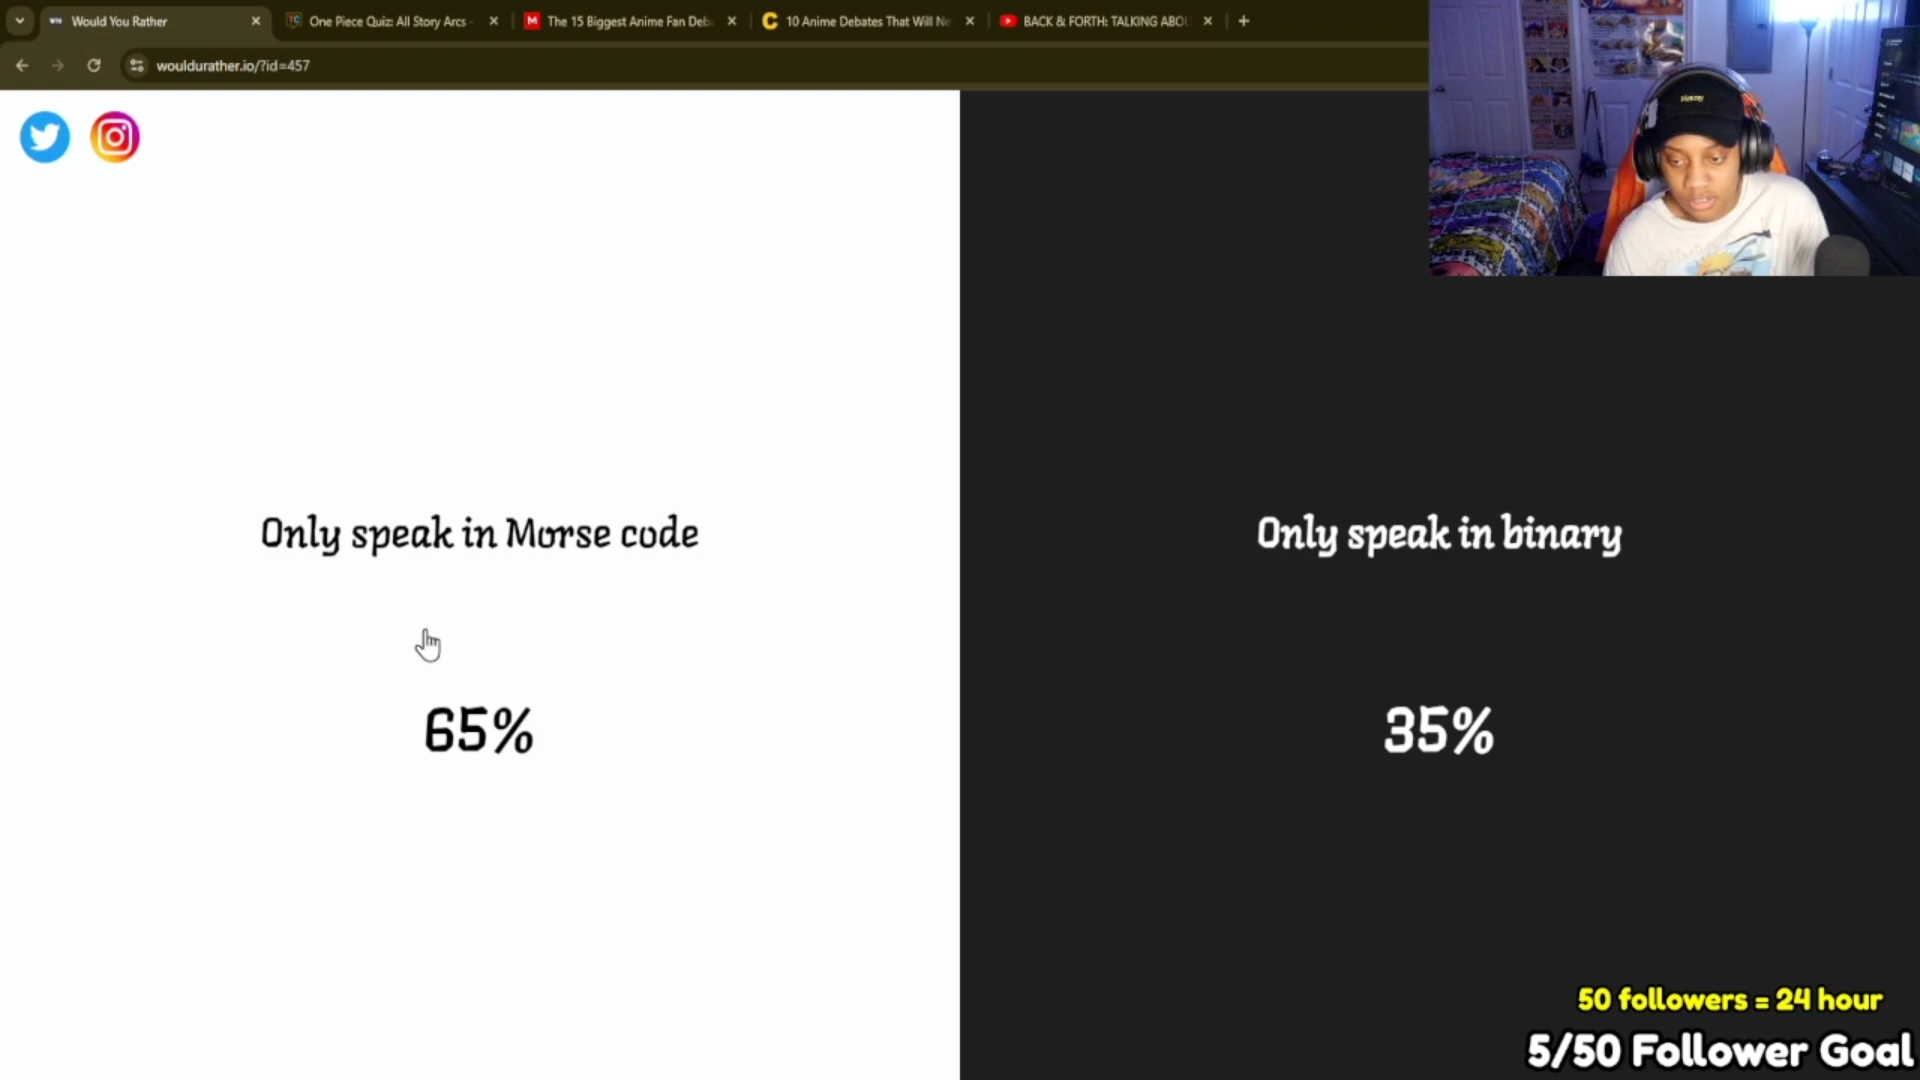 Would You Rather
One Piece Quiz: All Story Arcs -
The 15 Biggest Anime Fan Deb
10 Anime Debates That Will Ne
BACK & FORTH: TALKING ABO
wouldurather.io/?id=457
Only speak in Morse code
65%
Only speak in binary
35%
50 followers = 24 hour
5/50 Follower Goal